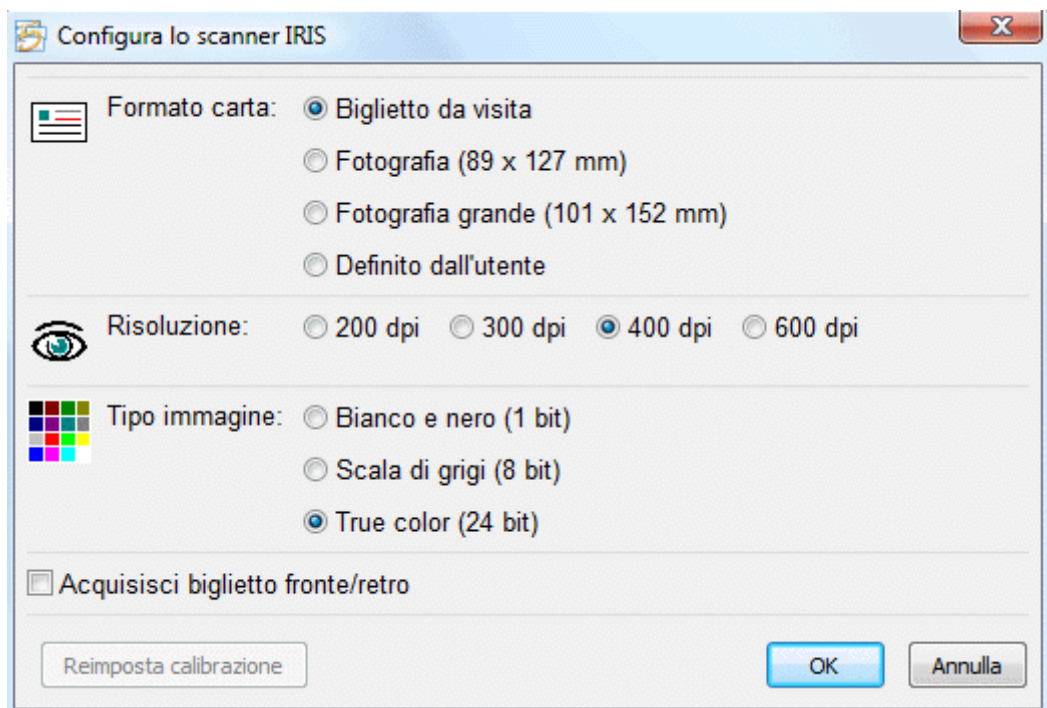 Configura lo scanner IRIS
Formato carta: Biglietto da visita
Fotografia (89 x 127 mm)
Fotografia grande (101 x 152 mm)
Definito dall'utente
Risoluzione: 200 dpi 300 dpi 400 dpi 600 dpi
Tipo immagine: Bianco e nero (1 bit)
Scala di grigi (8 bit)
True color (24 bit)
Acquisisci biglietto fronte/retro
Reimposta calibrazione OK Annulla